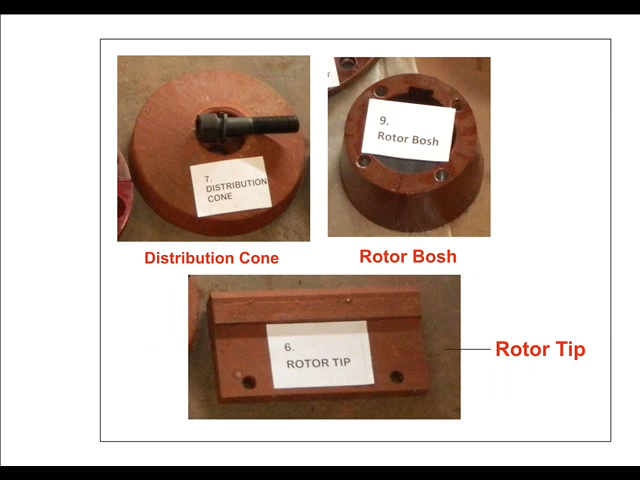 7.
DISTRIBUTION
CONE
9.
Rotor Bosh
Distribution Cone
Rotor Bosh
6.
ROTOR TIP
Rotor Tip